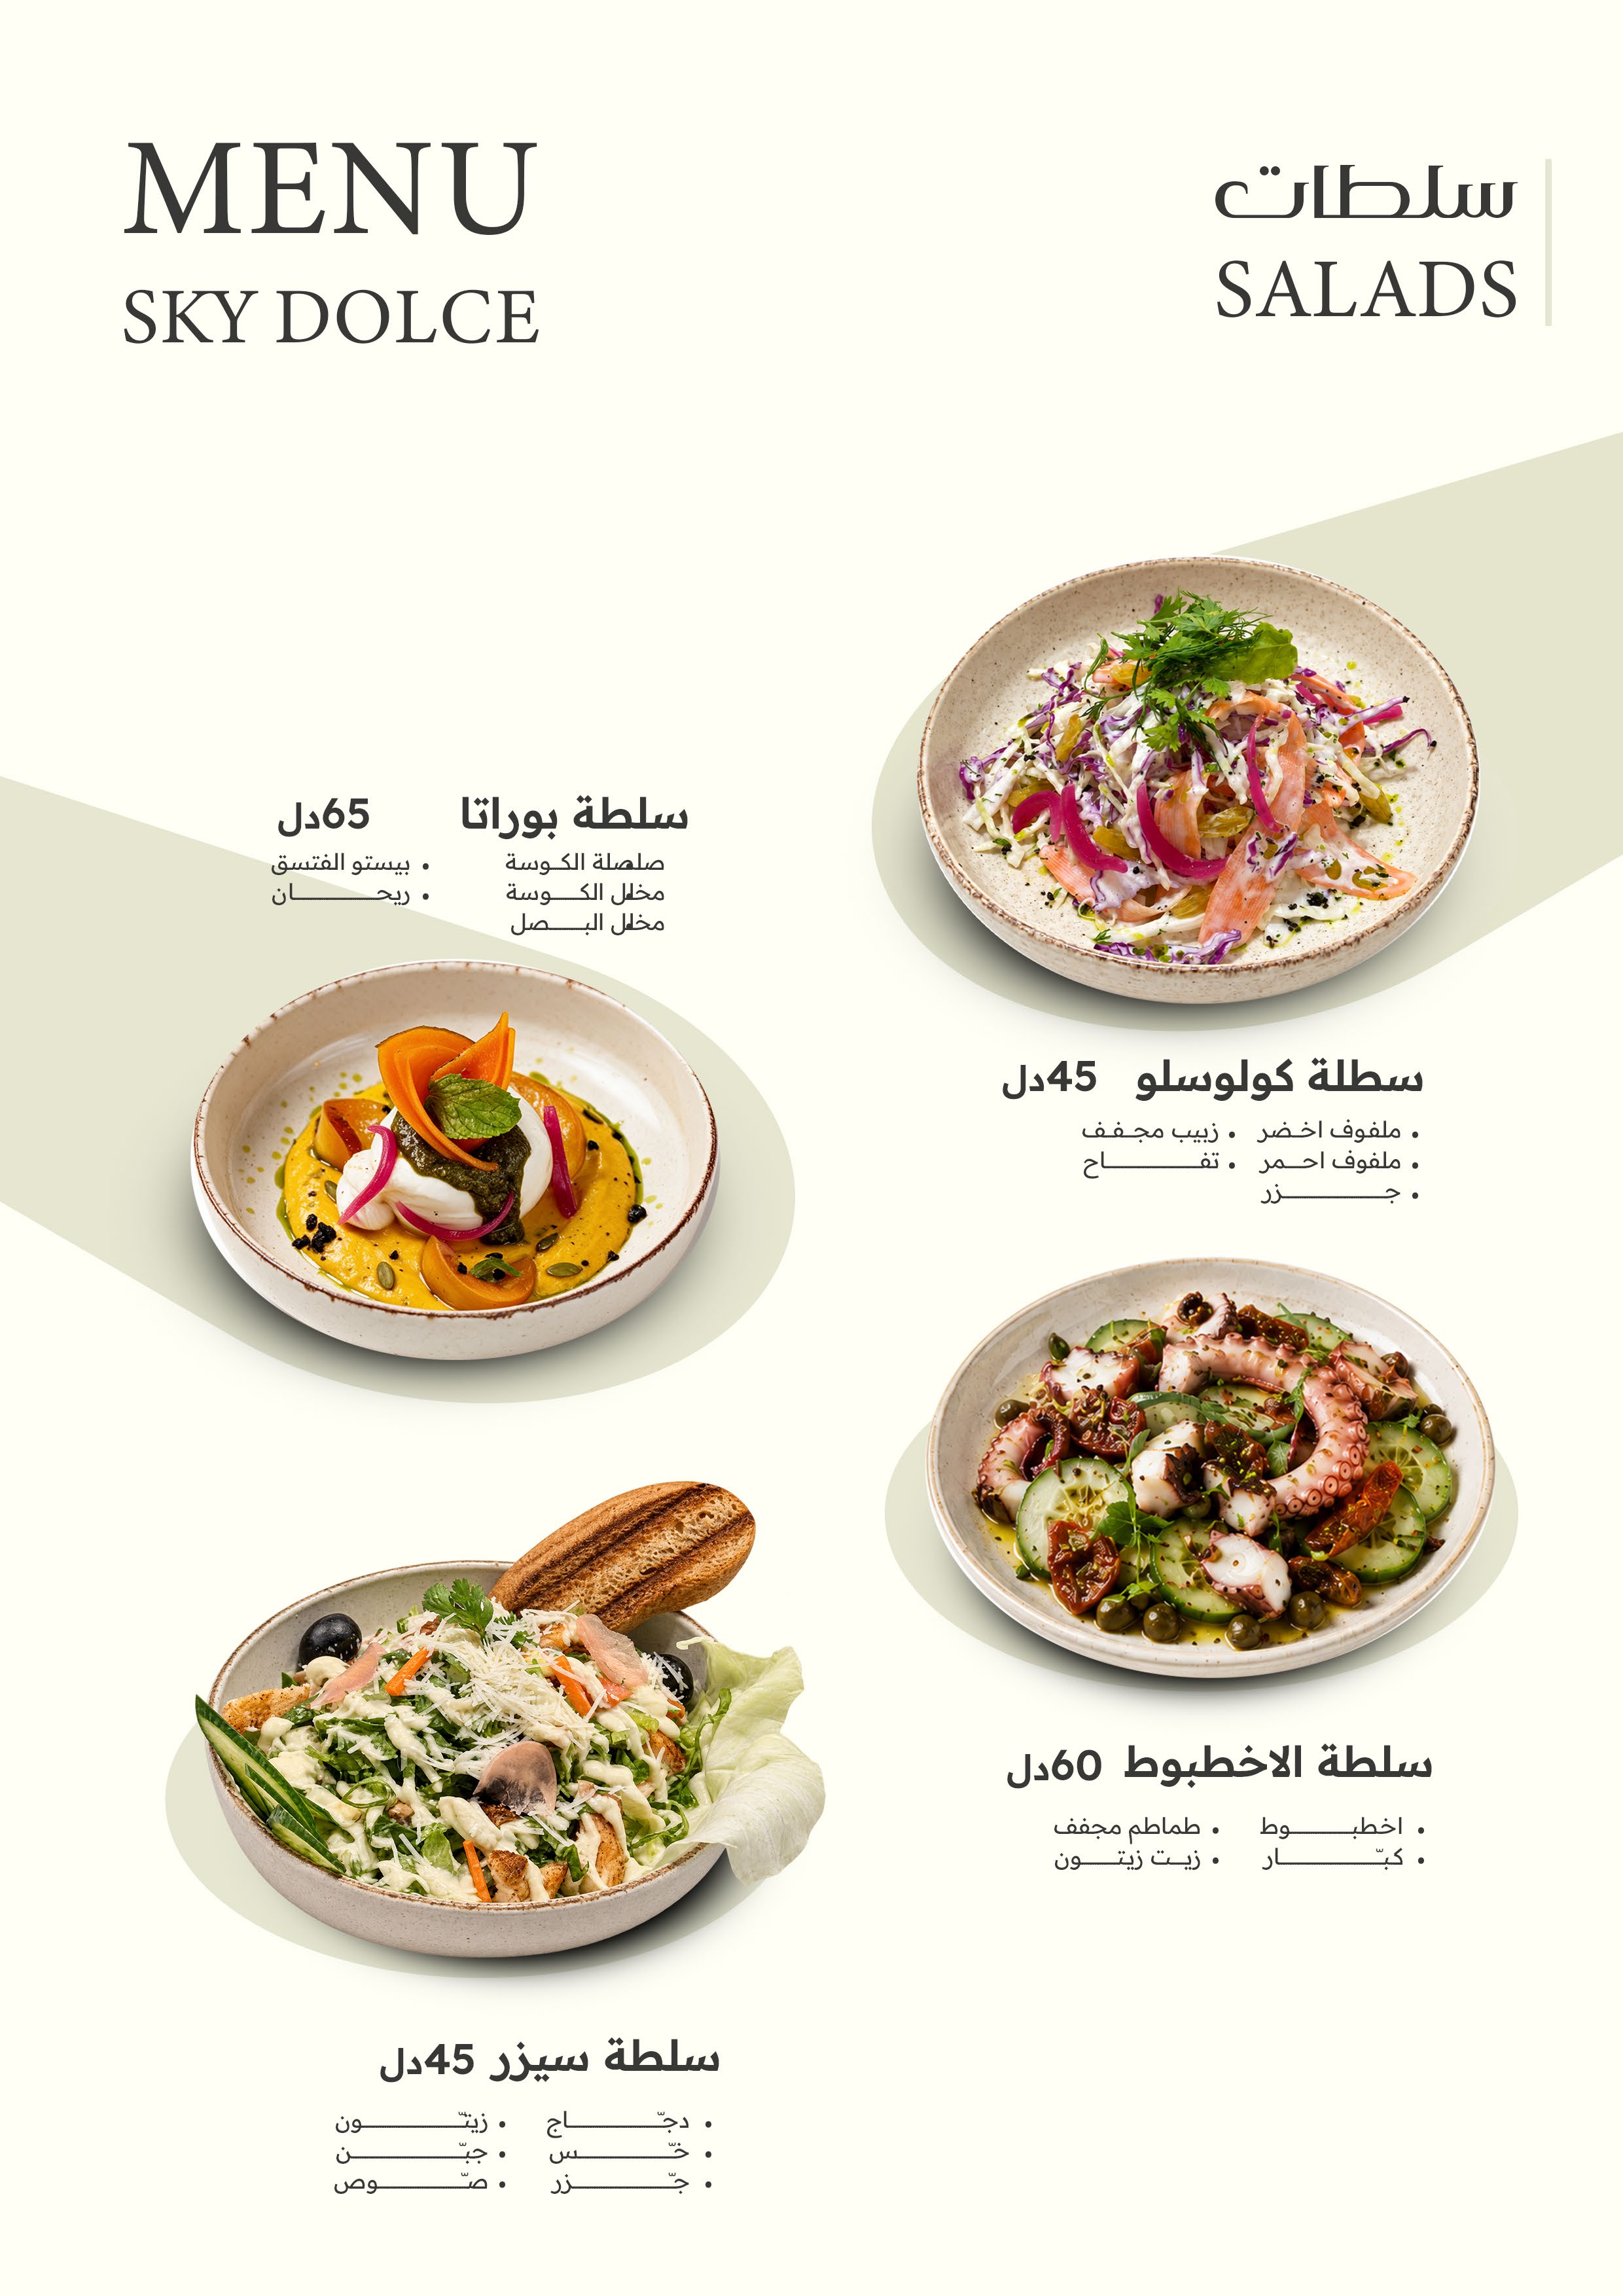 MENU
SKY DOLCE
سلطات
SALADS
سلطة بوراتا 65دل
صلصلة الكوسة
مخلل الكوسة
مخلل البصل
• بيستو الفتسق
• ريحان
سطلة كولوسلو 45دل
• ملفوف اخضر
• ملفوف احمر
• جزر
• زبيب مجفف
• تفاح
سلطة الاخطبوط 60دل
• اخطبوط
• كبّار
• طماطم مجفف
• زيت زيتون
سلطة سيزر 45دل
• دجّاج
• خّس
• جّزر
• زيتّون
• جبّن
• صّوص